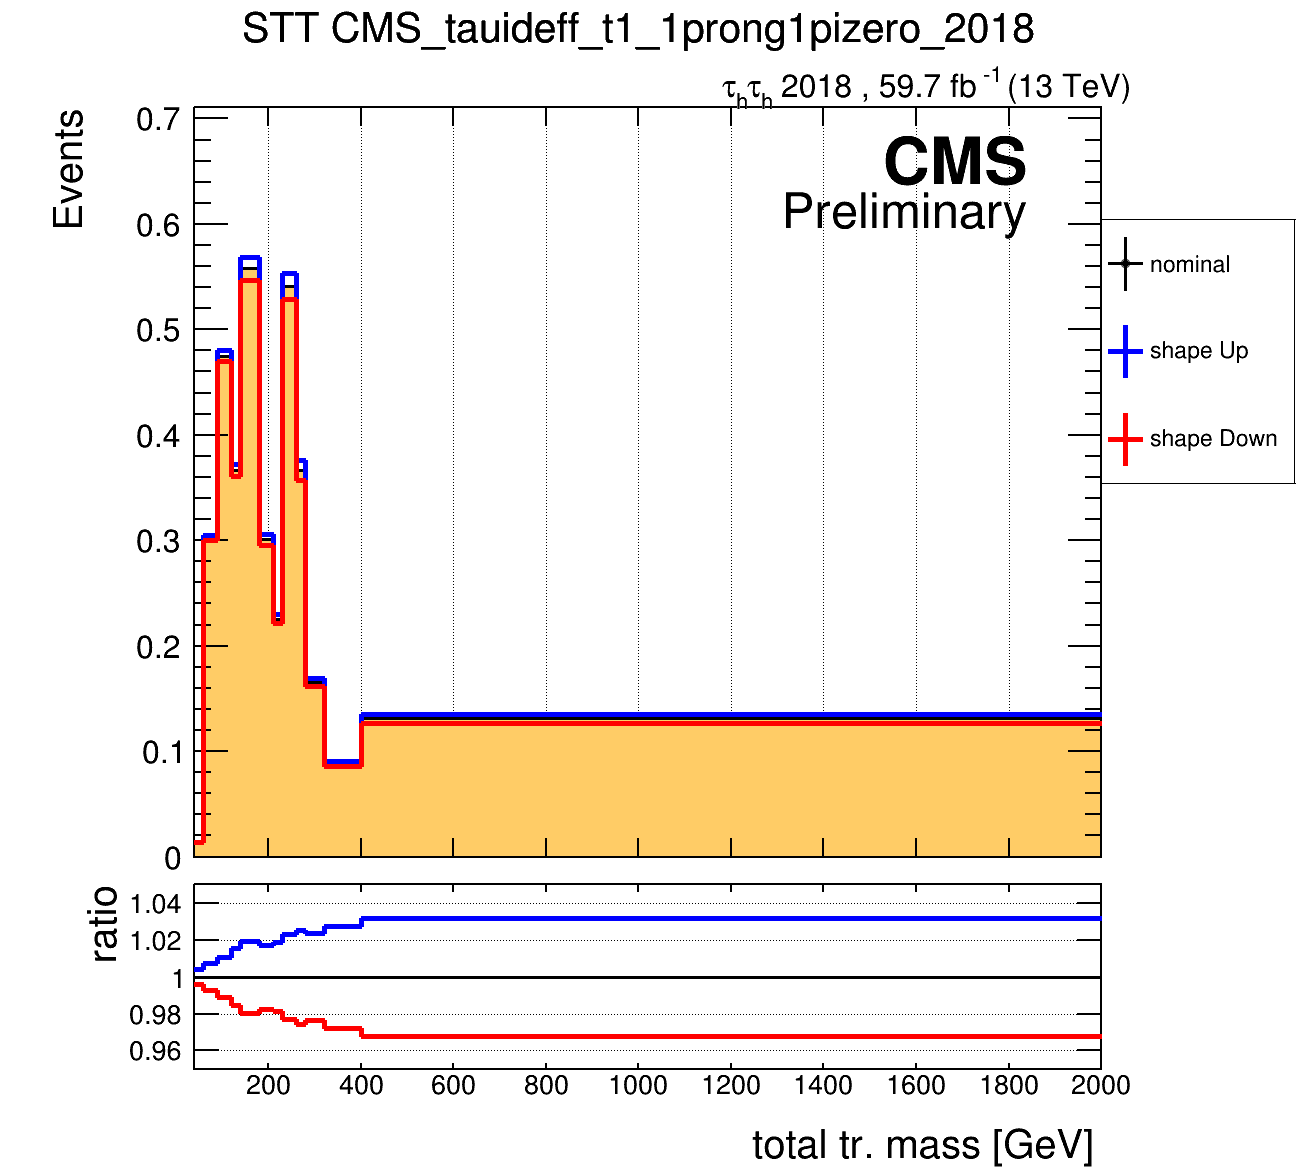 STT CMS_tauideff_t1_1prong1pizero_2018
τhτh 2018 , 59.7 fb-1 (13 TeV)
Events
0.7
0.6
0.5
0.4
0.3
0.2
0.1
0
CMS
Preliminary
nominal
shape Up
shape Down
ratio
1.04
1.02
1
0.98
0.96
200 400 600 800 1000 1200 1400 1600 1800 2000
total tr. mass [GeV]